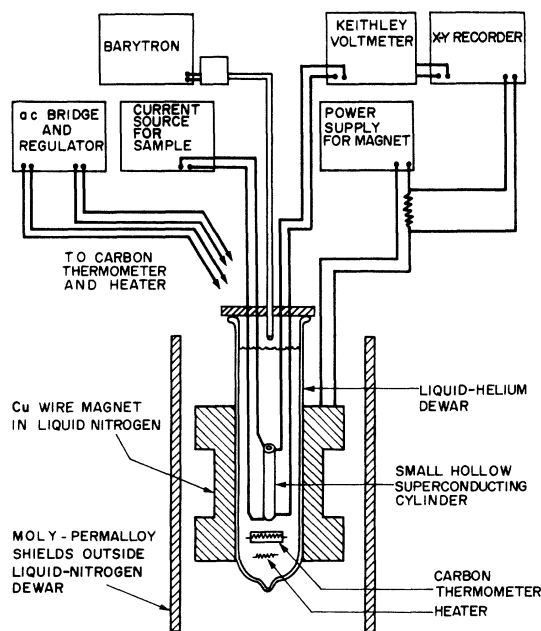 BARYTRON
KEITHLEY
VOLTMETER
X-Y RECORDER
ac BRIDGE
AND
REGULATOR
CURRENT
SOURCE
FOR
SAMPLE
POWER
SUPPLY
FOR MAGNET
TO CARBON
THERMOMETER
AND HEATER
LIQUID-HELIUM
DEWAR
Cu WIRE MAGNET
IN LIQUID NITROGEN
SMALL HOLLOW
SUPERCONDUCTING
CYLINDER
MOLY-PERMALLOY
SHIELDS OUTSIDE
LIQUID-NITROGEN
DEWAR
CARBON
THERMOMETER
HEATER